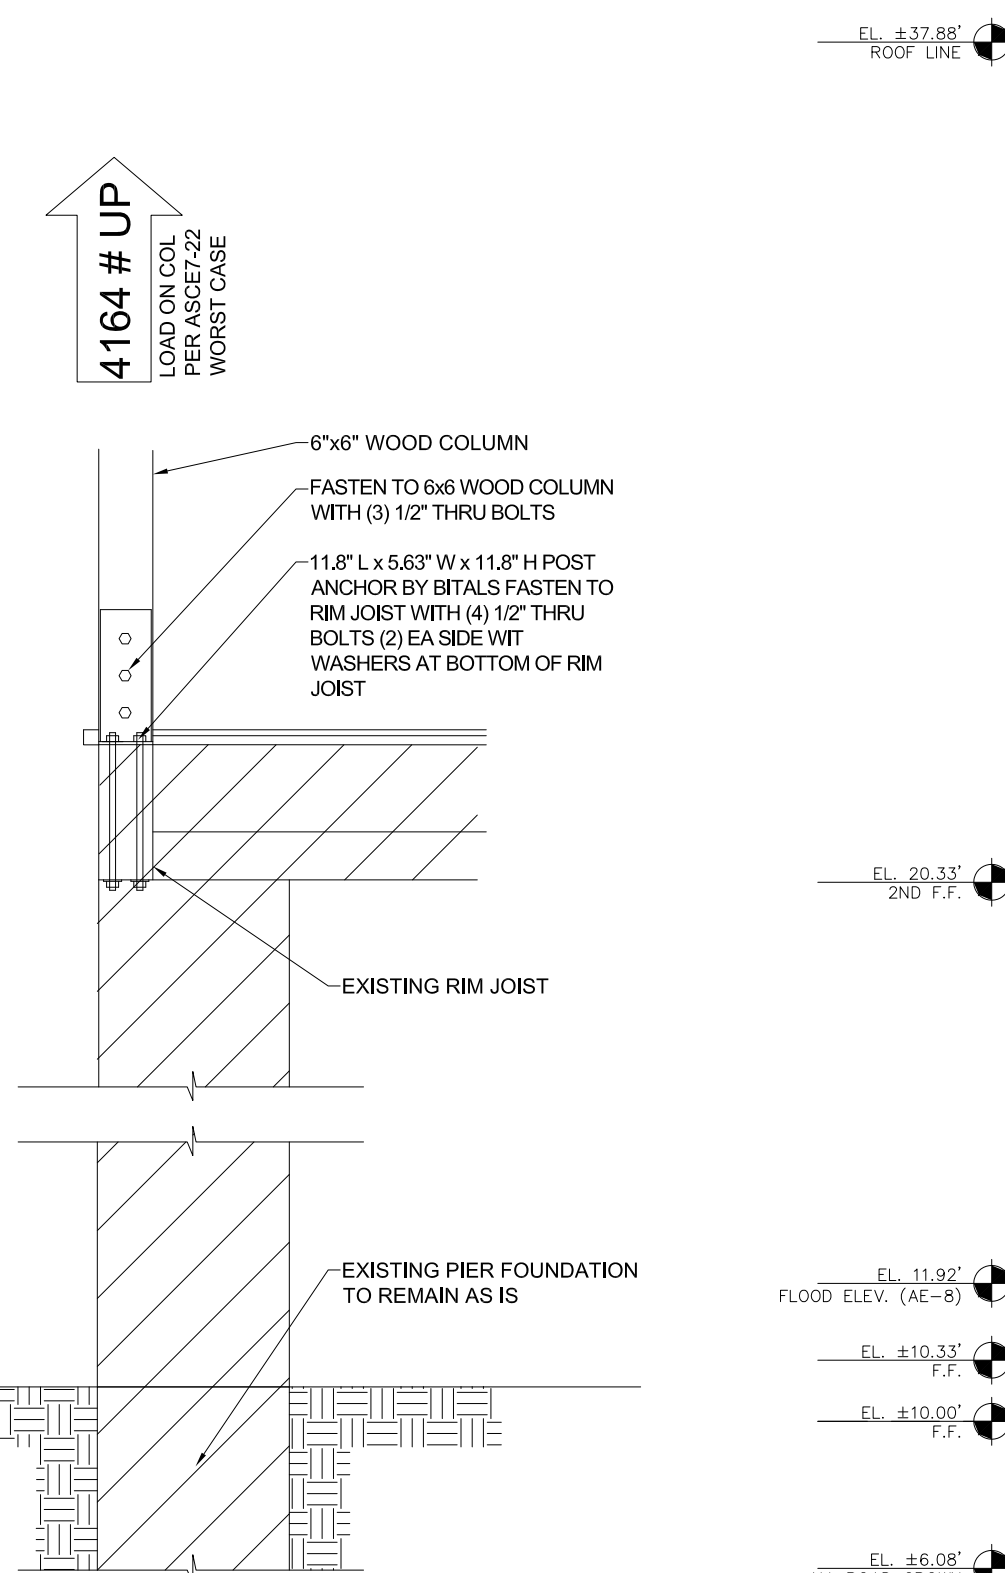 EL. ±37.88'
ROOF LINE
4164 # UP
LOAD ON COL
PER ASCE7-22
WORST CASE
6"x6" WOOD COLUMN
FASTEN TO 6x6 WOOD COLUMN
WITH (3) 1/2" THRU BOLTS
11.8" L x 5.63" W x 11.8" H POST
ANCHOR BY BITALS FASTEN TO
RIM JOIST WITH (4) 1/2" THRU
BOLTS (2) EA SIDE WIT
WASHERS AT BOTTOM OF RIM
JOIST
EL. 20.33'
2ND F.F.
EXISTING RIM JOIST
EXISTING PIER FOUNDATION
TO REMAIN AS IS
EL. 11.92'
FLOOD ELEV. (AE-8)
EL. ±10.33'
F.F.
EL. ±10.00'
F.F.
EL. ±6.08'